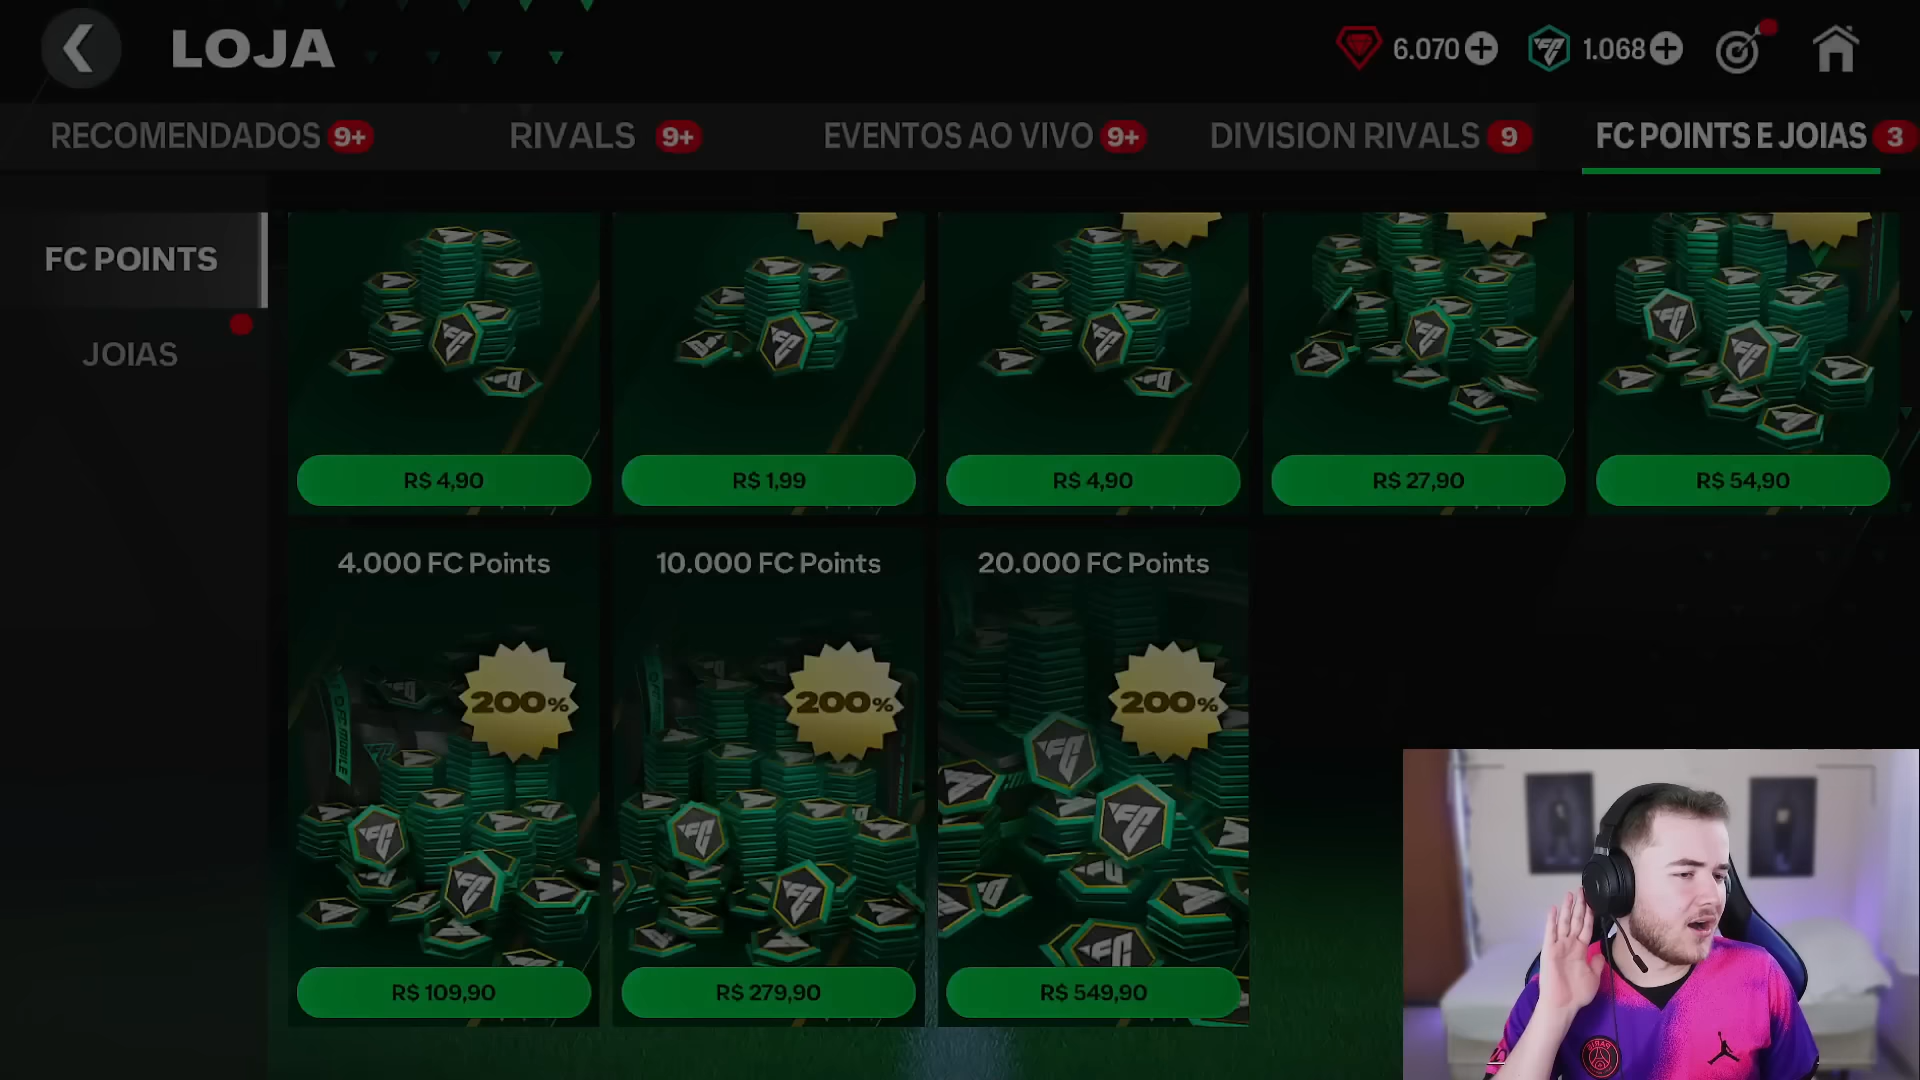 LOJA
6.070
1.068
RECOMENDADOS 9+
RIVALS 9+
EVENTOS AO VIVO 9+
DIVISION RIVALS 9
FC POINTS E JOIAS 3
FC POINTS
JOIAS
R$ 4,90
R$ 1,99
R$ 4,90
R$ 27,90
R$ 54,90
4.000 FC Points
200%
R$ 109,90
10.000 FC Points
200%
R$ 279,90
20.000 FC Points
200%
R$ 549,90